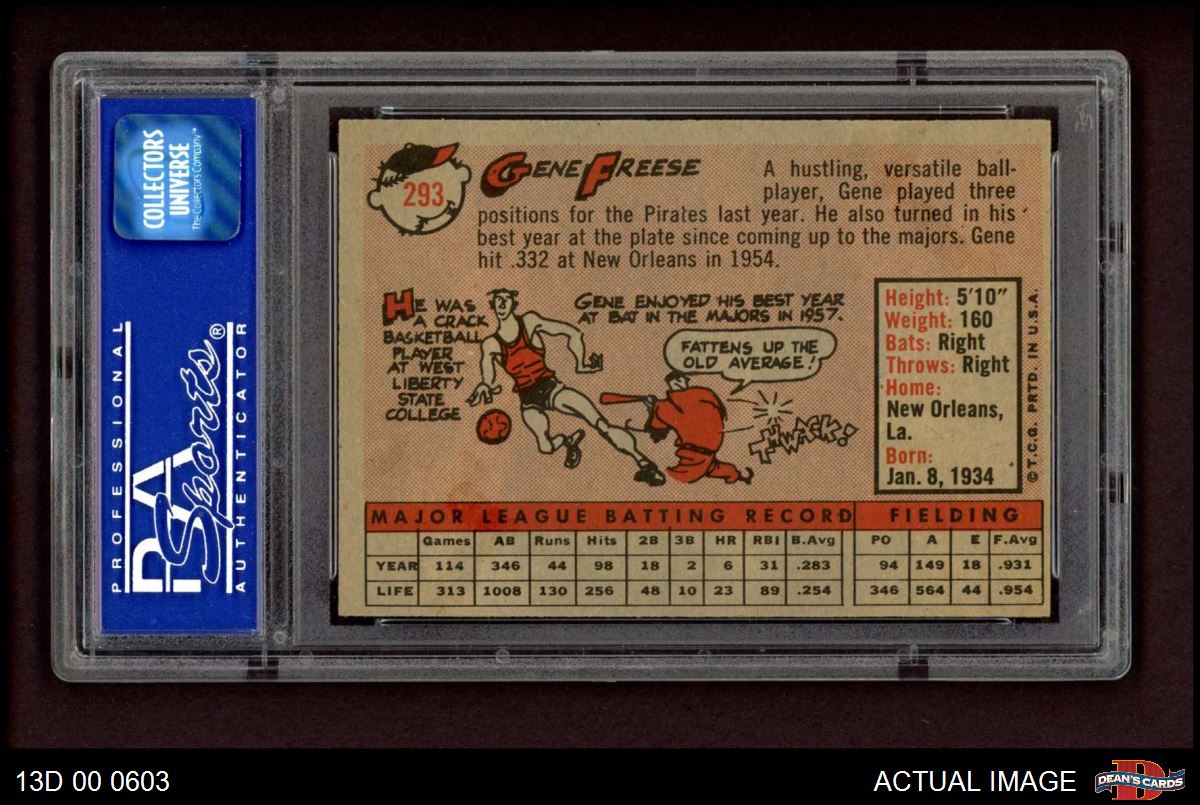 COLLECTORS
UNIVERSE
The Collectors Company™
PROFESSIONAL
PSA
Sports®
AUTHENTICATOR
293
GENE FREESE
A hustling, versatile ball-
player, Gene played three
positions for the Pirates last year. He also turned in his
best year at the plate since coming up to the majors. Gene
hit .332 at New Orleans in 1954.
HE WAS
A CRACK
BASKETBALL
PLAYER
AT WEST
LIBERTY
STATE
COLLEGE
GENE ENJOYED HIS BEST YEAR
AT BAT IN THE MAJORS IN 1957.
FATTENS UP THE
OLD AVERAGE!
THWACK!
Height: 5'10"
Weight: 160
Bats: Right
Throws: Right
Home:
New Orleans,
La.
Born:
Jan. 8, 1934
© T.C.G. PRTD. IN U.S.A.
MAJOR LEAGUE BATTING RECORD FIELDING
Games AB Runs Hits 2B 3B HR RBI B.Avg PO A E F.Avg
YEAR 114 346 44 98 18 2 6 31 .283 94 149 18 .931
LIFE 313 1008 130 256 48 10 23 89 .254 346 564 44 .954
13D 00 0603
ACTUAL IMAGE
DEAN'S CARDS